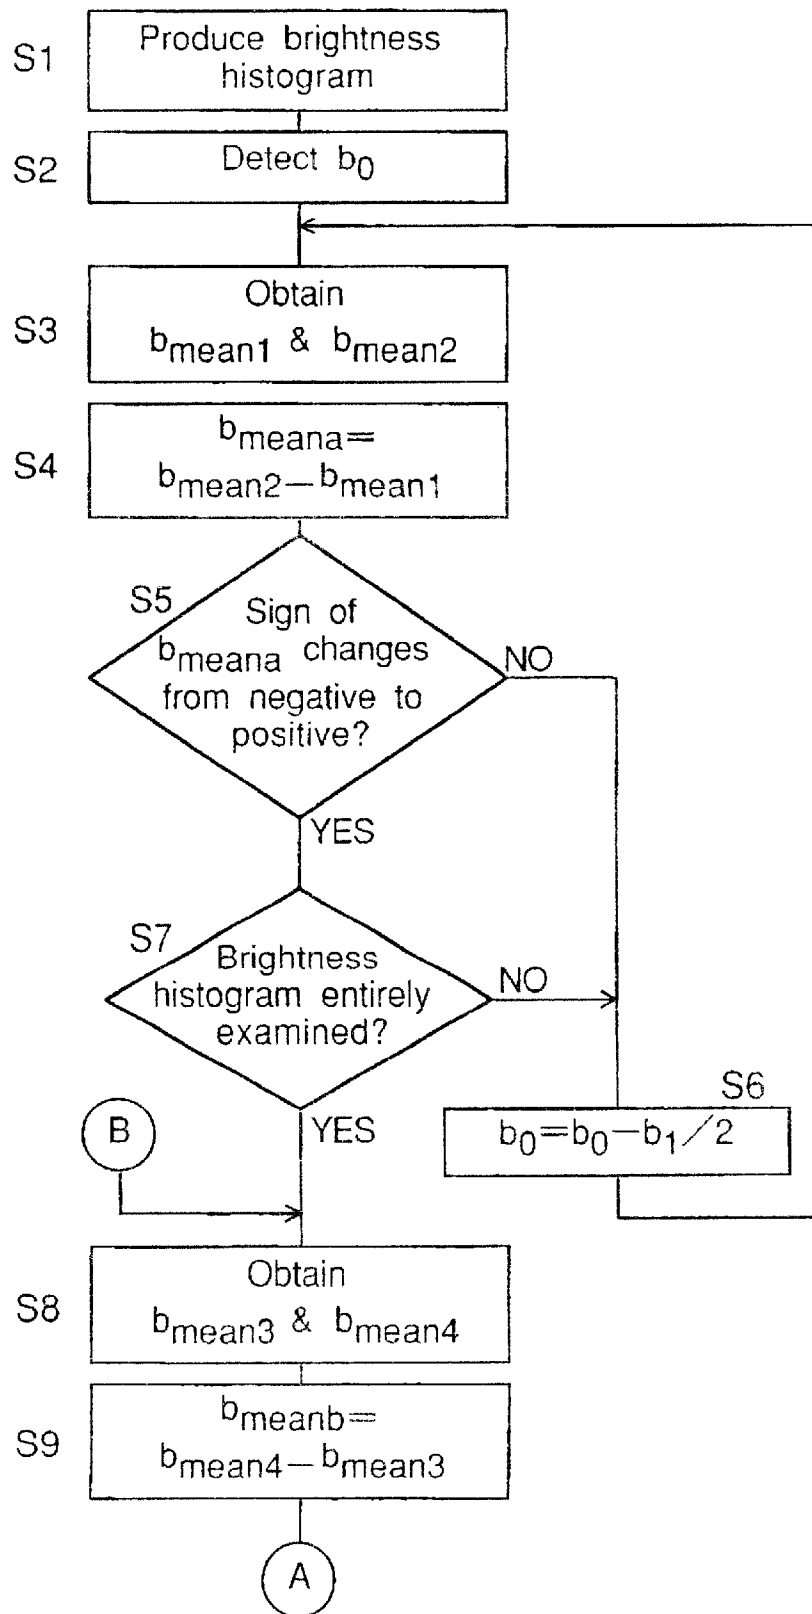 S1
Produce brightness
histogram
S2
Detect b0
S3
Obtain
bmean1 & bmean2
S4
bmeana=
bmean2–bmean1
S5
Sign of
bmeana changes
from negative to
positive?
NO
YES
S7
Brightness
histogram entirely
examined?
NO
YES
S6
b0=b0–b1/2
B
S8
Obtain
bmean3 & bmean4
S9
bmeanb=
bmean4–bmean3
A